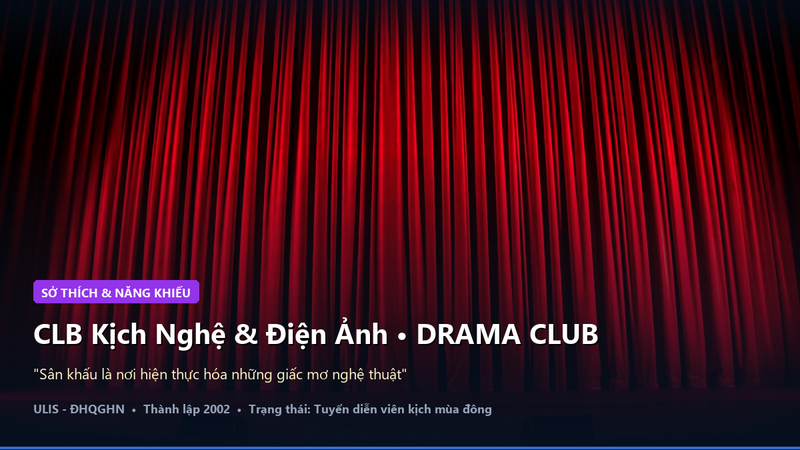 SỞ THÍCH & NĂNG KHIẾU
CLB Kịch Nghệ & Điện Ảnh • DRAMA CLUB
"Sân khấu là nơi hiện thực hóa những giấc mơ nghệ thuật"
ULIS - ĐHQGHN • Thành lập 2002 • Trạng thái: Tuyển diễn viên kịch mùa đông